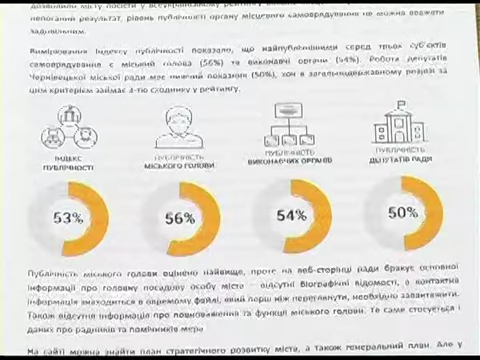 непоганий результат, рівень публічності органу місцевого самоврядування не можна вважати
задовільним.
Вимірювання Індексу публічності показало, що найпублічнішими серед трьох суб'єктів
самоврядування є міський голова (56%) та виконавчі органи (54%). Робота депутатів
Чернівецької міської ради має нижчий показник (50%), хоч в загальнодержавному розрізі за
цим критерієм займає 4-ту сходинку у рейтингу.
ІНДЕКС
ПУБЛІЧНОСТІ
ПУБЛІЧНІСТЬ
МІСЬКОГО ГОЛОВИ
ПУБЛІЧНІСТЬ
ВИКОНАВЧИХ ОРГАНІВ
ПУБЛІЧНІСТЬ
ДЕПУТАТІВ РАДИ
53%
56%
54%
50%
Публічність міського голови оцінено найвище, проте на веб-сторінці ради бракує основної
інформації про головну посадову особу міста - відсутні біографічні відомості, а контактна
інформація знаходиться в окремому файлі, який перш ніж переглянути, необхідно завантажити.
Також відсутня інформація про повноваження та функції міського голови. Те саме стосується і
даних про радників та помічників мера.
На сайті можна знайти план стратегічного розвитку міста, а також генеральний план. Але у